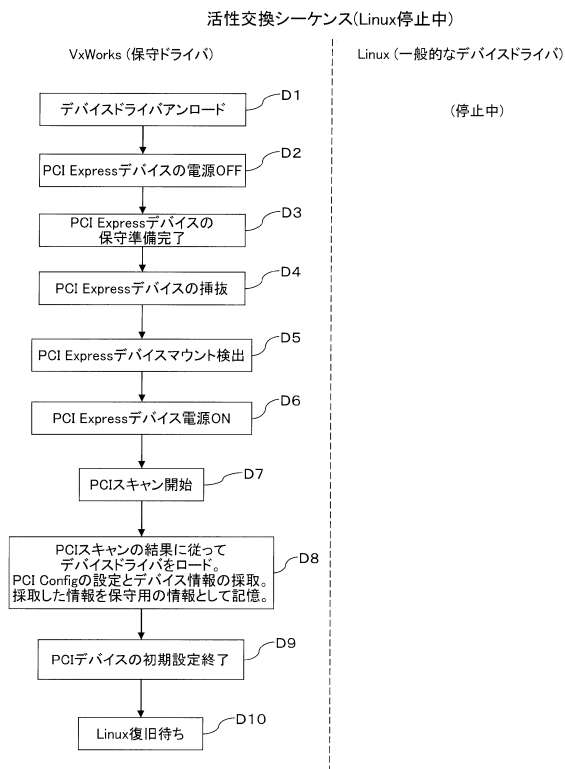 活性交換シーケンス(Linux停止中)
VxWorks (保守ドライバ)
Linux (一般的なデバイスドライバ)
(停止中)
デバイスドライバアンロード
D1
PCI Expressデバイスの電源OFF
D2
PCI Expressデバイスの
保守準備完了
D3
PCI Expressデバイスの挿抜
D4
PCI Expressデバイスマウント検出
D5
PCI Expressデバイス電源ON
D6
PCIスキャン開始
D7
PCIスキャンの結果に従って
デバイスドライバをロード。
PCI Configの設定とデバイス情報の採取。
採取した情報を保守用の情報として記憶。
D8
PCIデバイスの初期設定終了
D9
Linux復旧待ち
D10